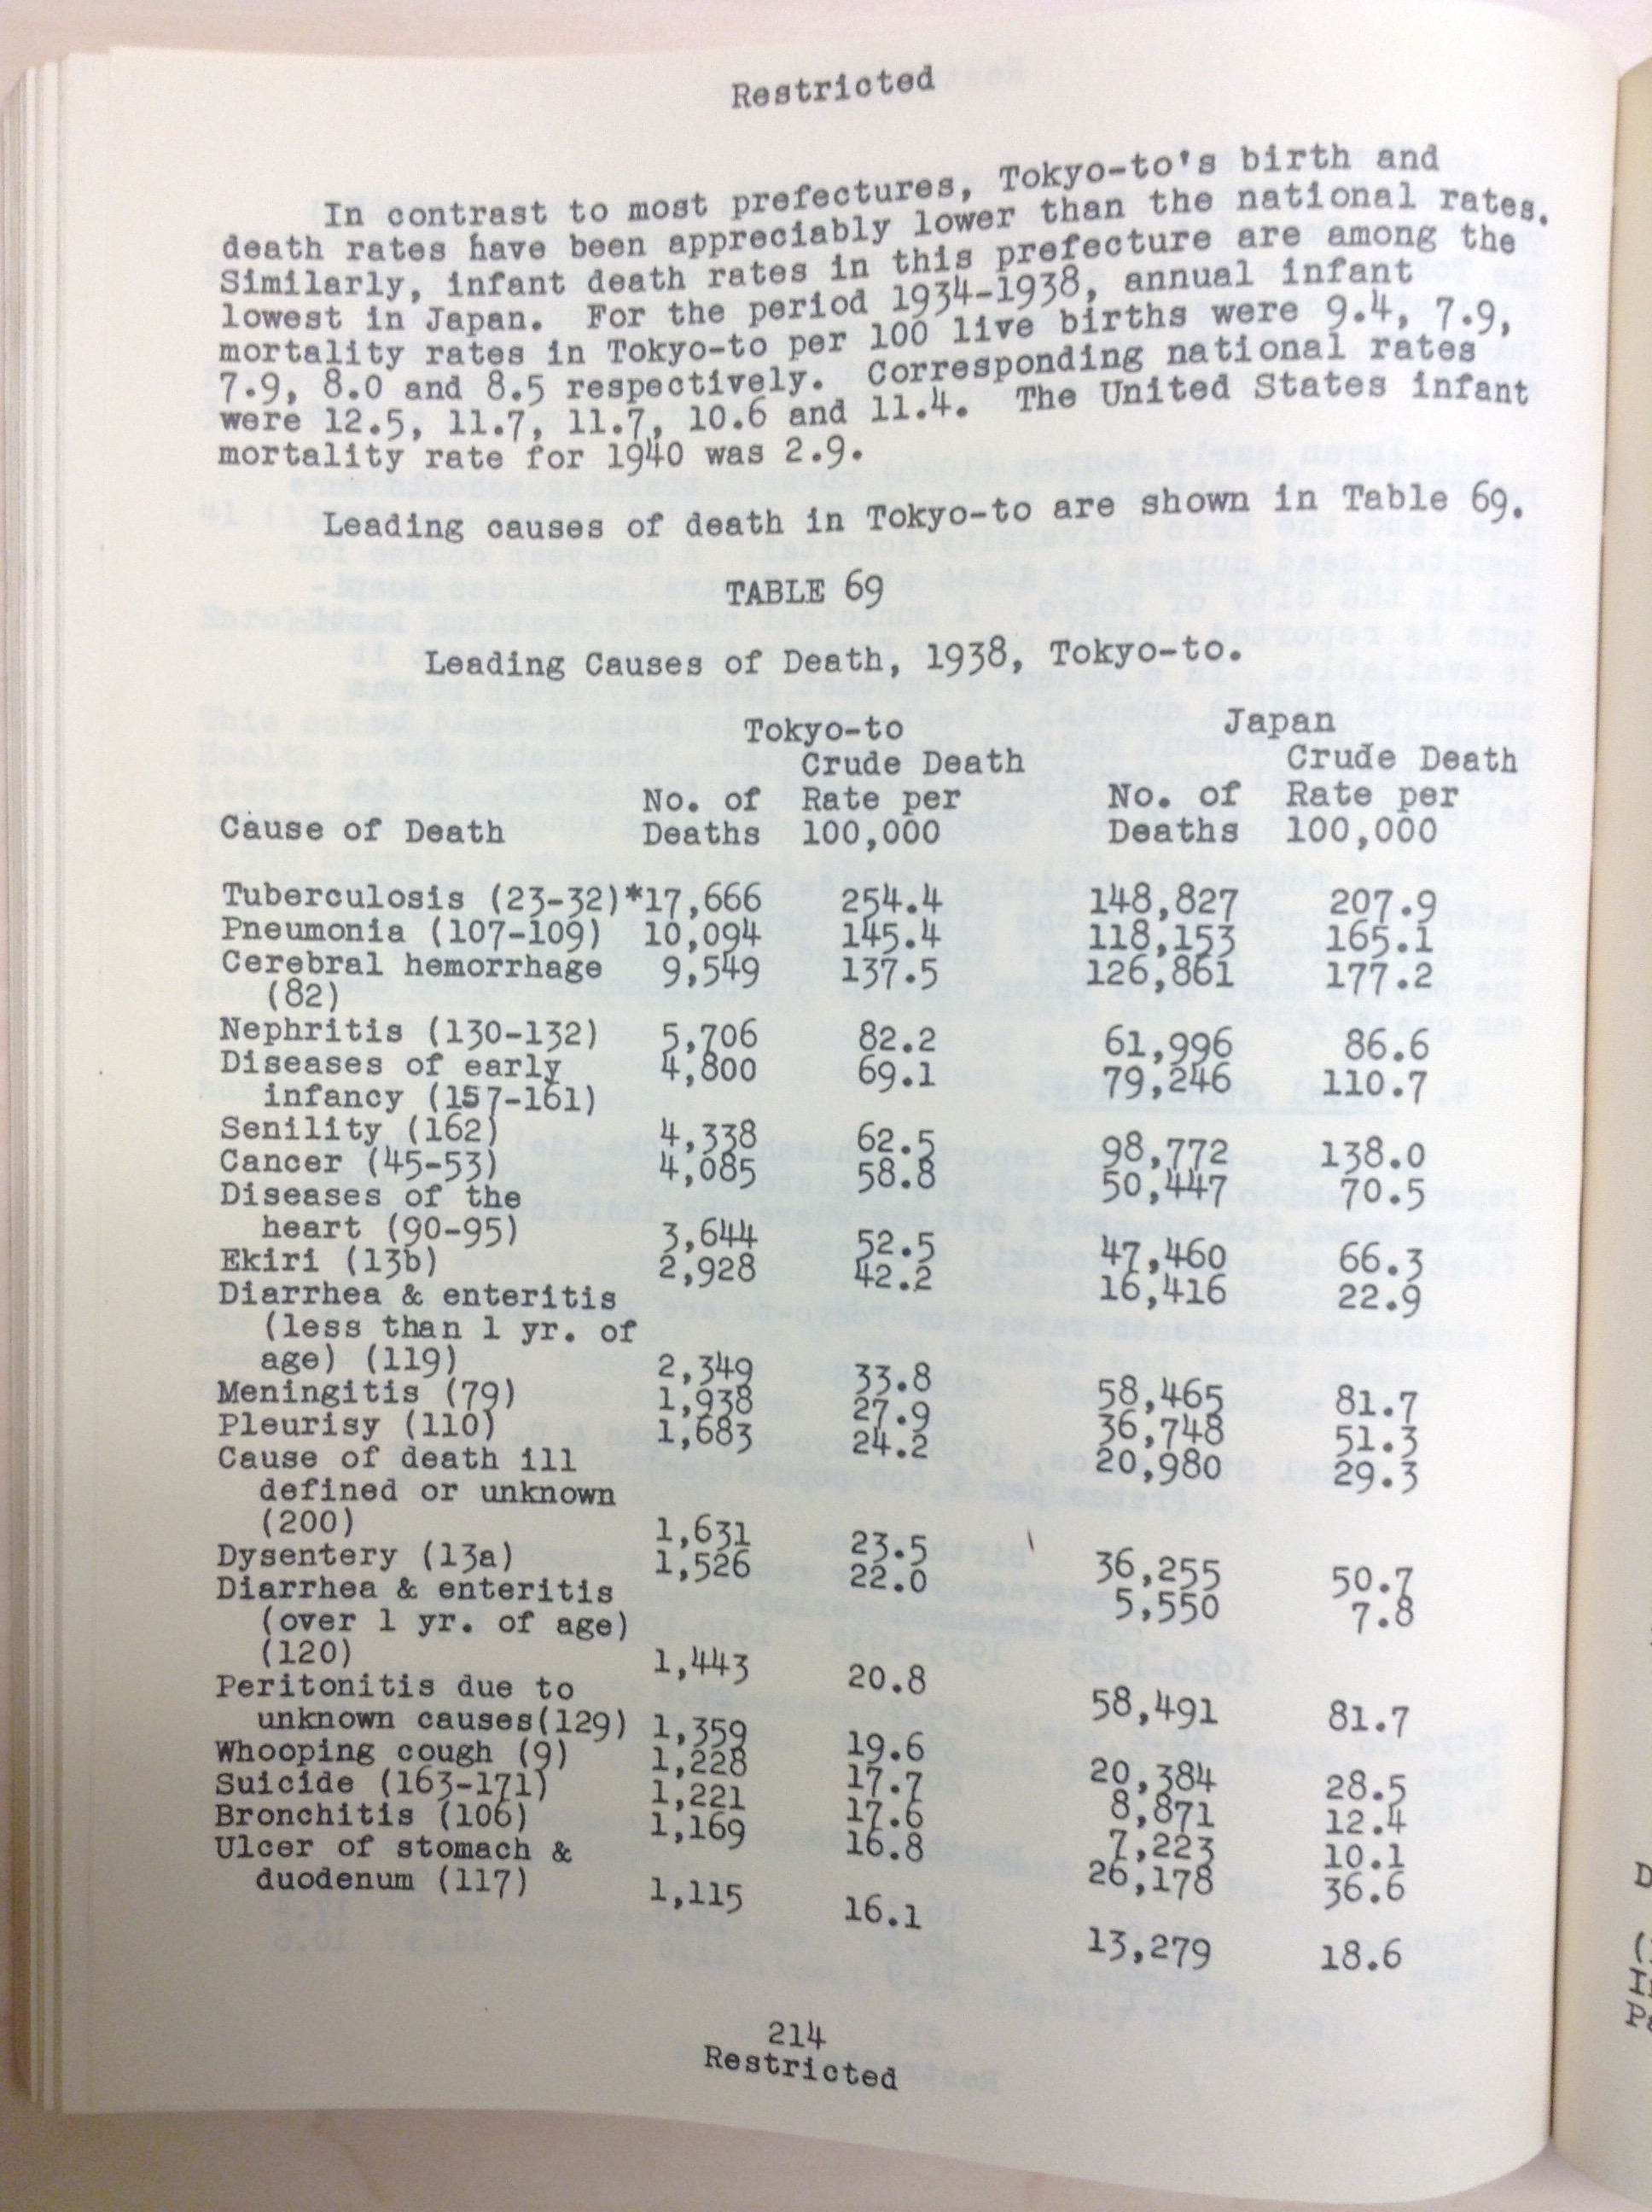 Restricted
In contrast to most prefectures, Tokyo-to's birth and
death rates have been appreciably lower than the national rates.
Similarly, infant death rates in this prefecture are among the
lowest in Japan. For the period 1934-1938, annual infant
mortality rates in Tokyo-to per 100 live births were 9.4, 7.9,
7.9, 8.0 and 8.5 respectively. Corresponding national rates
were 12.5, 11.7, 11.7, 10.6 and 11.4. The United States infant
mortality rate for 1940 was 2.9.
Leading causes of death in Tokyo-to are shown in Table 69.
TABLE 69
Leading Causes of Death, 1938, Tokyo-to.
Tokyo-to Japan
Crude Death Crude Death
No. of Rate per No. of Rate per
Cause of Death Deaths 100,000 Deaths 100,000
Tuberculosis (23-32)*17,666 254.4 148,827 207.9
Pneumonia (107-109) 10,094 145.4 118,153 165.1
Cerebral hemorrhage 9,549 137.5 126,861 177.2
(82)
Nephritis (130-132) 5,706 82.2 61,996 86.6
Diseases of early 4,800 69.1 79,246 110.7
infancy (157-161)
Senility (162) 4,338 62.5 98,772 138.0
Cancer (45-53) 4,085 58.8 50,447 70.5
Diseases of the
heart (90-95) 3,644 52.5 47,460 66.3
Ekiri (13b) 2,928 42.2 16,416 22.9
Diarrhea & enteritis
(less than 1 yr. of
age) (119) 2,349 33.8 58,465 81.7
Meningitis (79) 1,938 27.9 36,748 51.3
Pleurisy (110) 1,683 24.2 20,980 29.3
Cause of death ill
defined or unknown
(200) 1,631 23.5 36,255 50.7
Dysentery (13a) 1,526 22.0 5,550 7.8
Diarrhea & enteritis
(over 1 yr. of age)
(120) 1,443 20.8 58,491 81.7
Peritonitis due to
unknown causes(129) 1,359 19.6 20,384 28.5
Whooping cough (9) 1,228 17.7 8,871 12.4
Suicide (163-171) 1,221 17.6 7,223 10.1
Bronchitis (106) 1,169 16.8 26,178 36.6
Ulcer of stomach &
duodenum (117) 1,115 16.1 13,279 18.6
214
Restricted